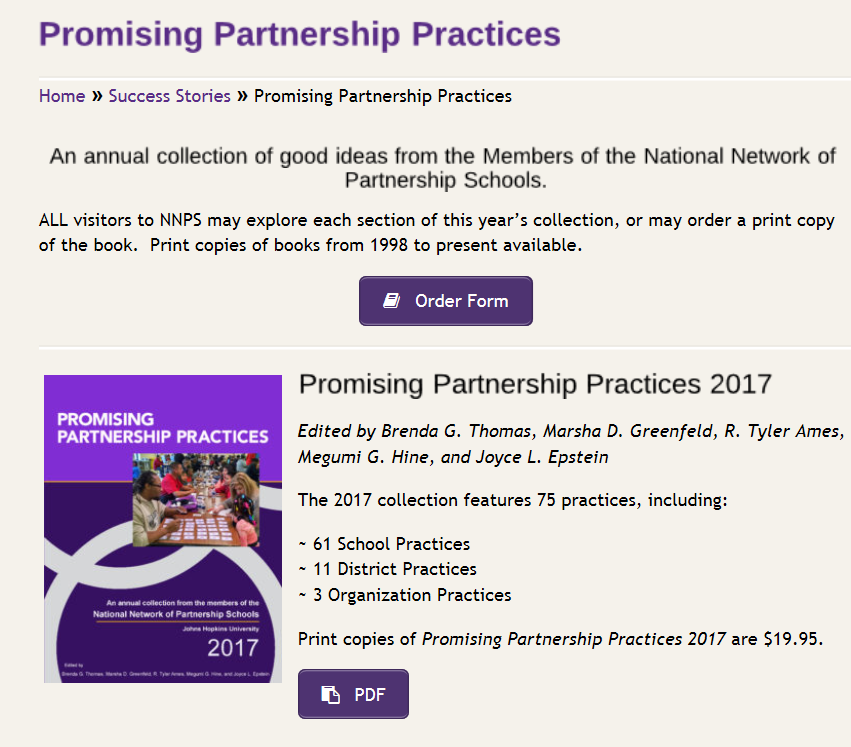 Promising Partnership Practices
Home » Success Stories » Promising Partnership Practices
An annual collection of good ideas from the Members of the National Network of
Partnership Schools.
ALL visitors to NNPS may explore each section of this year’s collection, or may order a print copy
of the book.  Print copies of books from 1998 to present available.
Order Form
PROMISING
PARTNERSHIP PRACTICES
An annual collection from the members of the
National Network of Partnership Schools
Johns Hopkins University
2017
Edited by
Brenda G. Thomas, Marsha D. Greenfeld, R. Tyler Ames, Megumi G. Hine, and Joyce L. Epstein
Promising Partnership Practices 2017
Edited by Brenda G. Thomas, Marsha D. Greenfeld, R. Tyler Ames,
Megumi G. Hine, and Joyce L. Epstein
The 2017 collection features 75 practices, including:
~ 61 School Practices
~ 11 District Practices
~ 3 Organization Practices
Print copies of Promising Partnership Practices 2017 are $19.95.
PDF